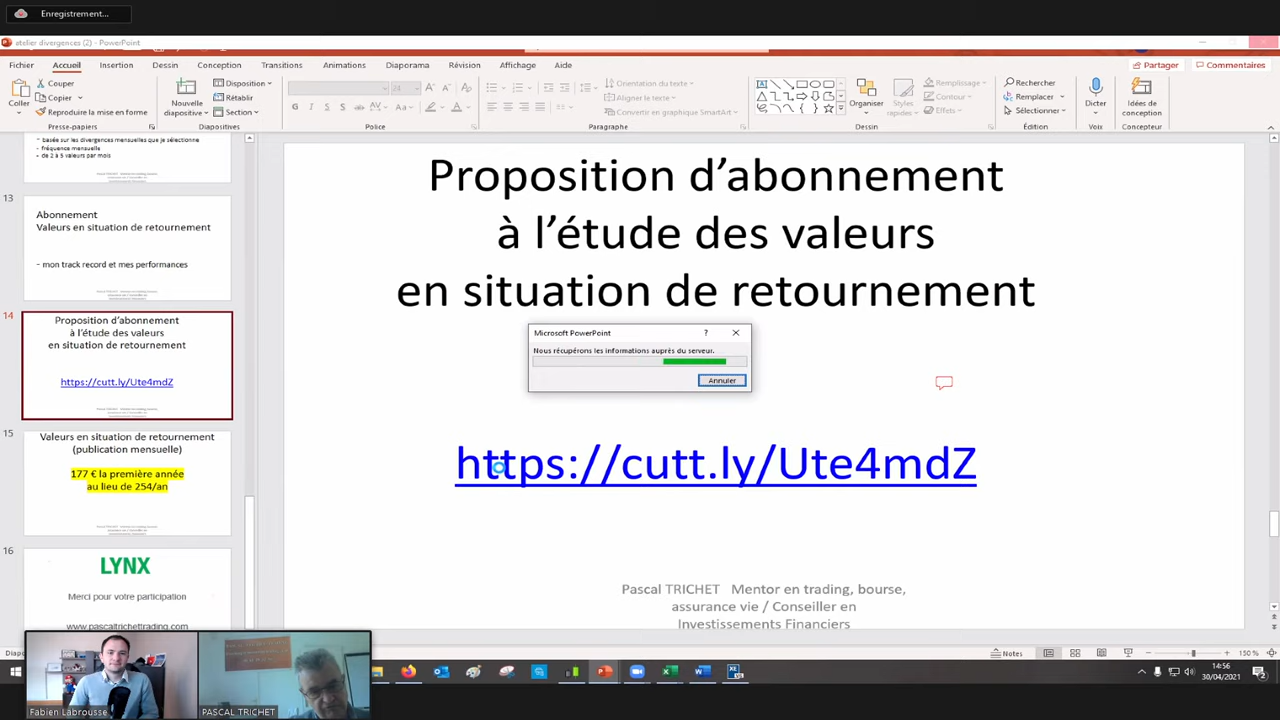 Enregistrement...
atelier divergences (2) - PowerPoint
Fichier Accueil Insertion Dessin Conception Transitions Animations Diaporama Révision Affichage Aide
Partager Commentaires
Coller
Couper
Copier
Reproduire la mise en forme
Presse-papiers
Nouvelle diapositive
Disposition
Rétablir
Section
Diapositives
24
Police
Orientation du texte
Aligner le texte
Convertir en graphique SmartArt
Paragraphe
Organiser
Styles rapides
Remplissage
Contour
Effets
Dessin
Rechercher
Remplacer
Sélectionner
Édition
Dicter
Voix
Idées de conception
Concepteur
Basée sur les divergences mensuelles que je sélectionne
- fréquence mensuelle
- de 2 à 5 valeurs par mois
13
Abonnement
Valeurs en situation de retournement
- mon track record et mes performances
14
Proposition d'abonnement
à l'étude des valeurs
en situation de retournement
https://cutt.ly/Ute4mdZ
15
Valeurs en situation de retournement
(publication mensuelle)
177 € la première année
au lieu de 254/an
16
LYNX
Merci pour votre participation
www.pascaltrichettrading.com
Proposition d'abonnement
à l'étude des valeurs
en situation de retournement
Microsoft PowerPoint
?
Nous récupérons les informations auprès du serveur.
Annuler
https://cutt.ly/Ute4mdZ
Pascal TRICHET Mentor en trading, bourse,
assurance vie / Conseiller en
Investissements Financiers
Notes
150 %
Fabien Labrousse
PASCAL TRICHET
14:56
30/04/2021